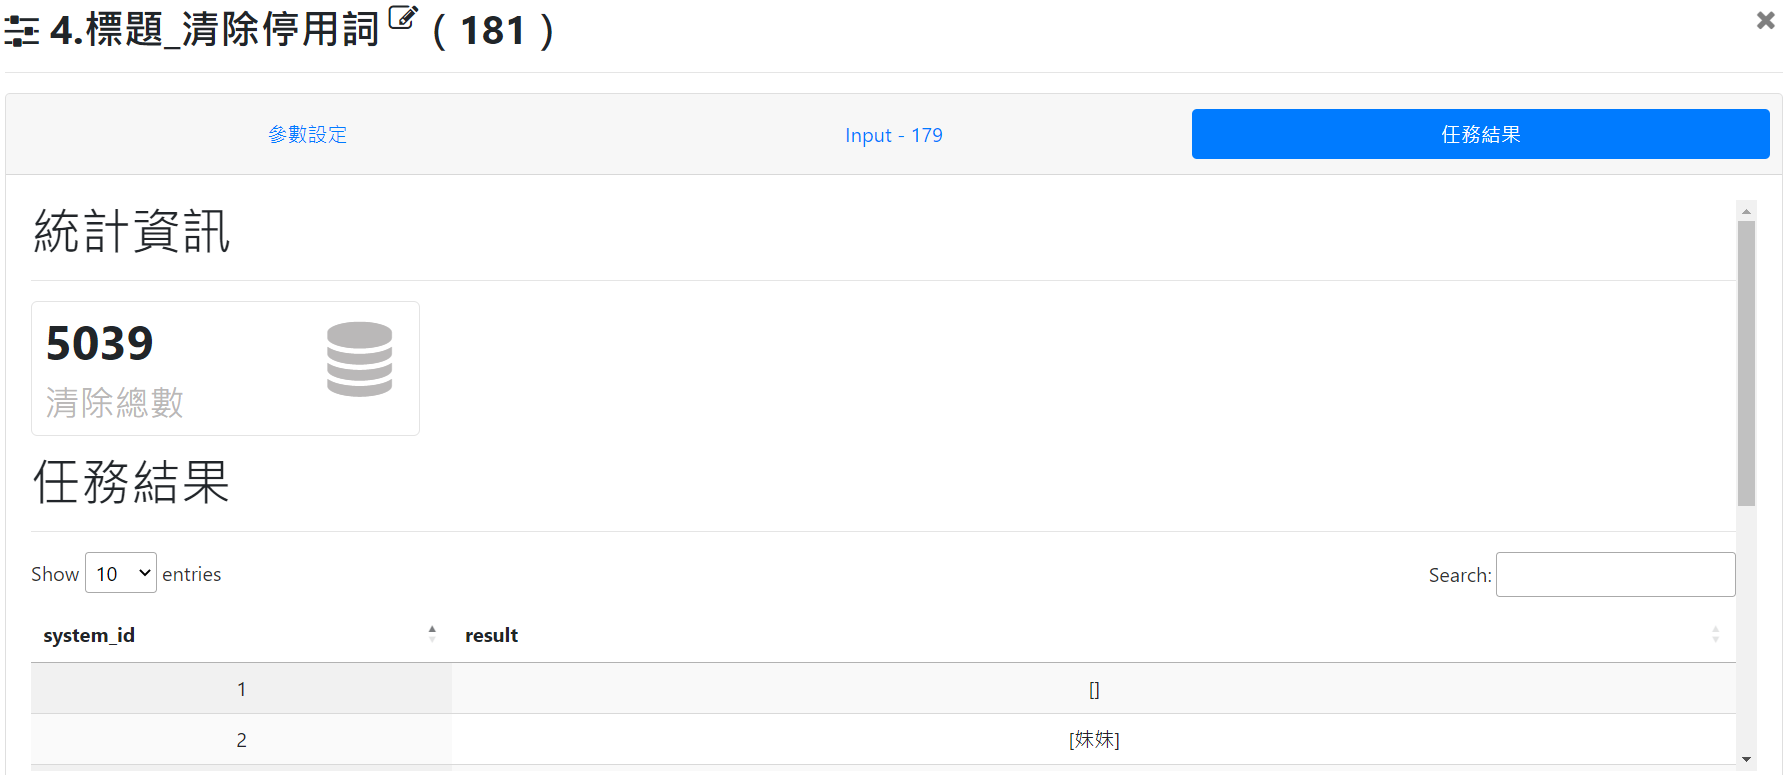 4.標題_清除停用詞 ( 181 )
參數設定
Input - 179
任務結果
統計資訊
5039
清除總數
任務結果
Show 10 entries
Search:
system_id result
1 []
2 [妹妹]